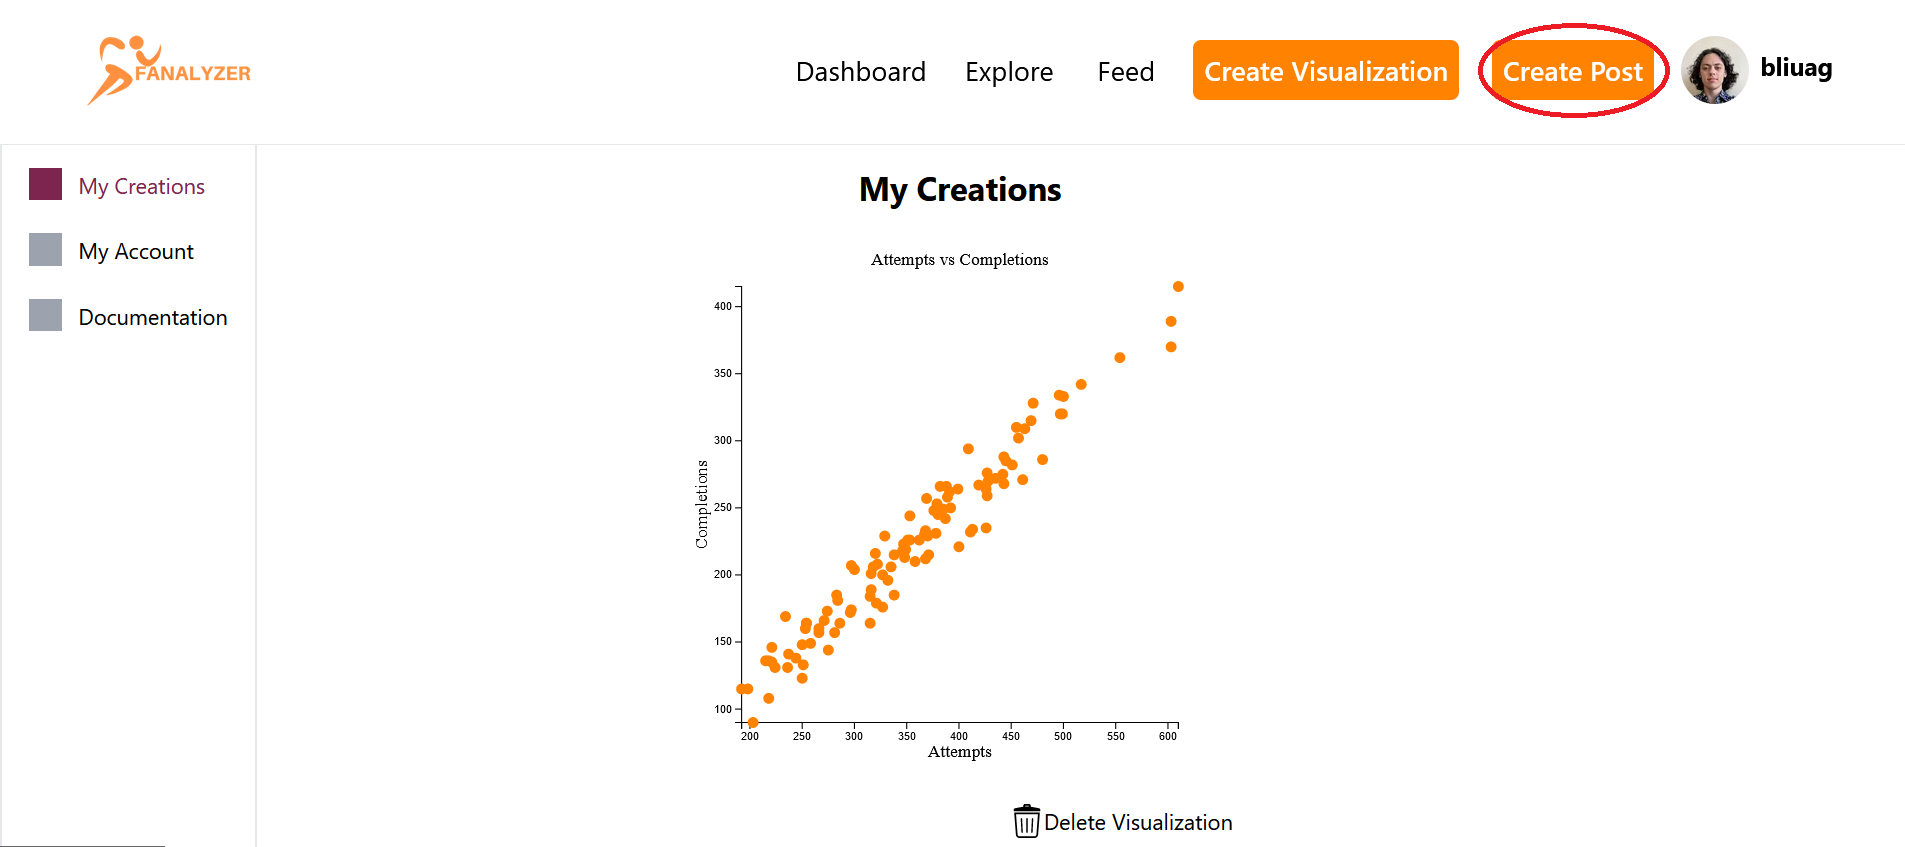 FANALYZER
Dashboard Explore Feed Create Visualization Create Post bliuag
My Creations
My Account
Documentation
My Creations
Attempts vs Completions
400
350
300
250
200
150
100
Completions
200 250 300 350 400 450 500 550 600
Attempts
Delete Visualization